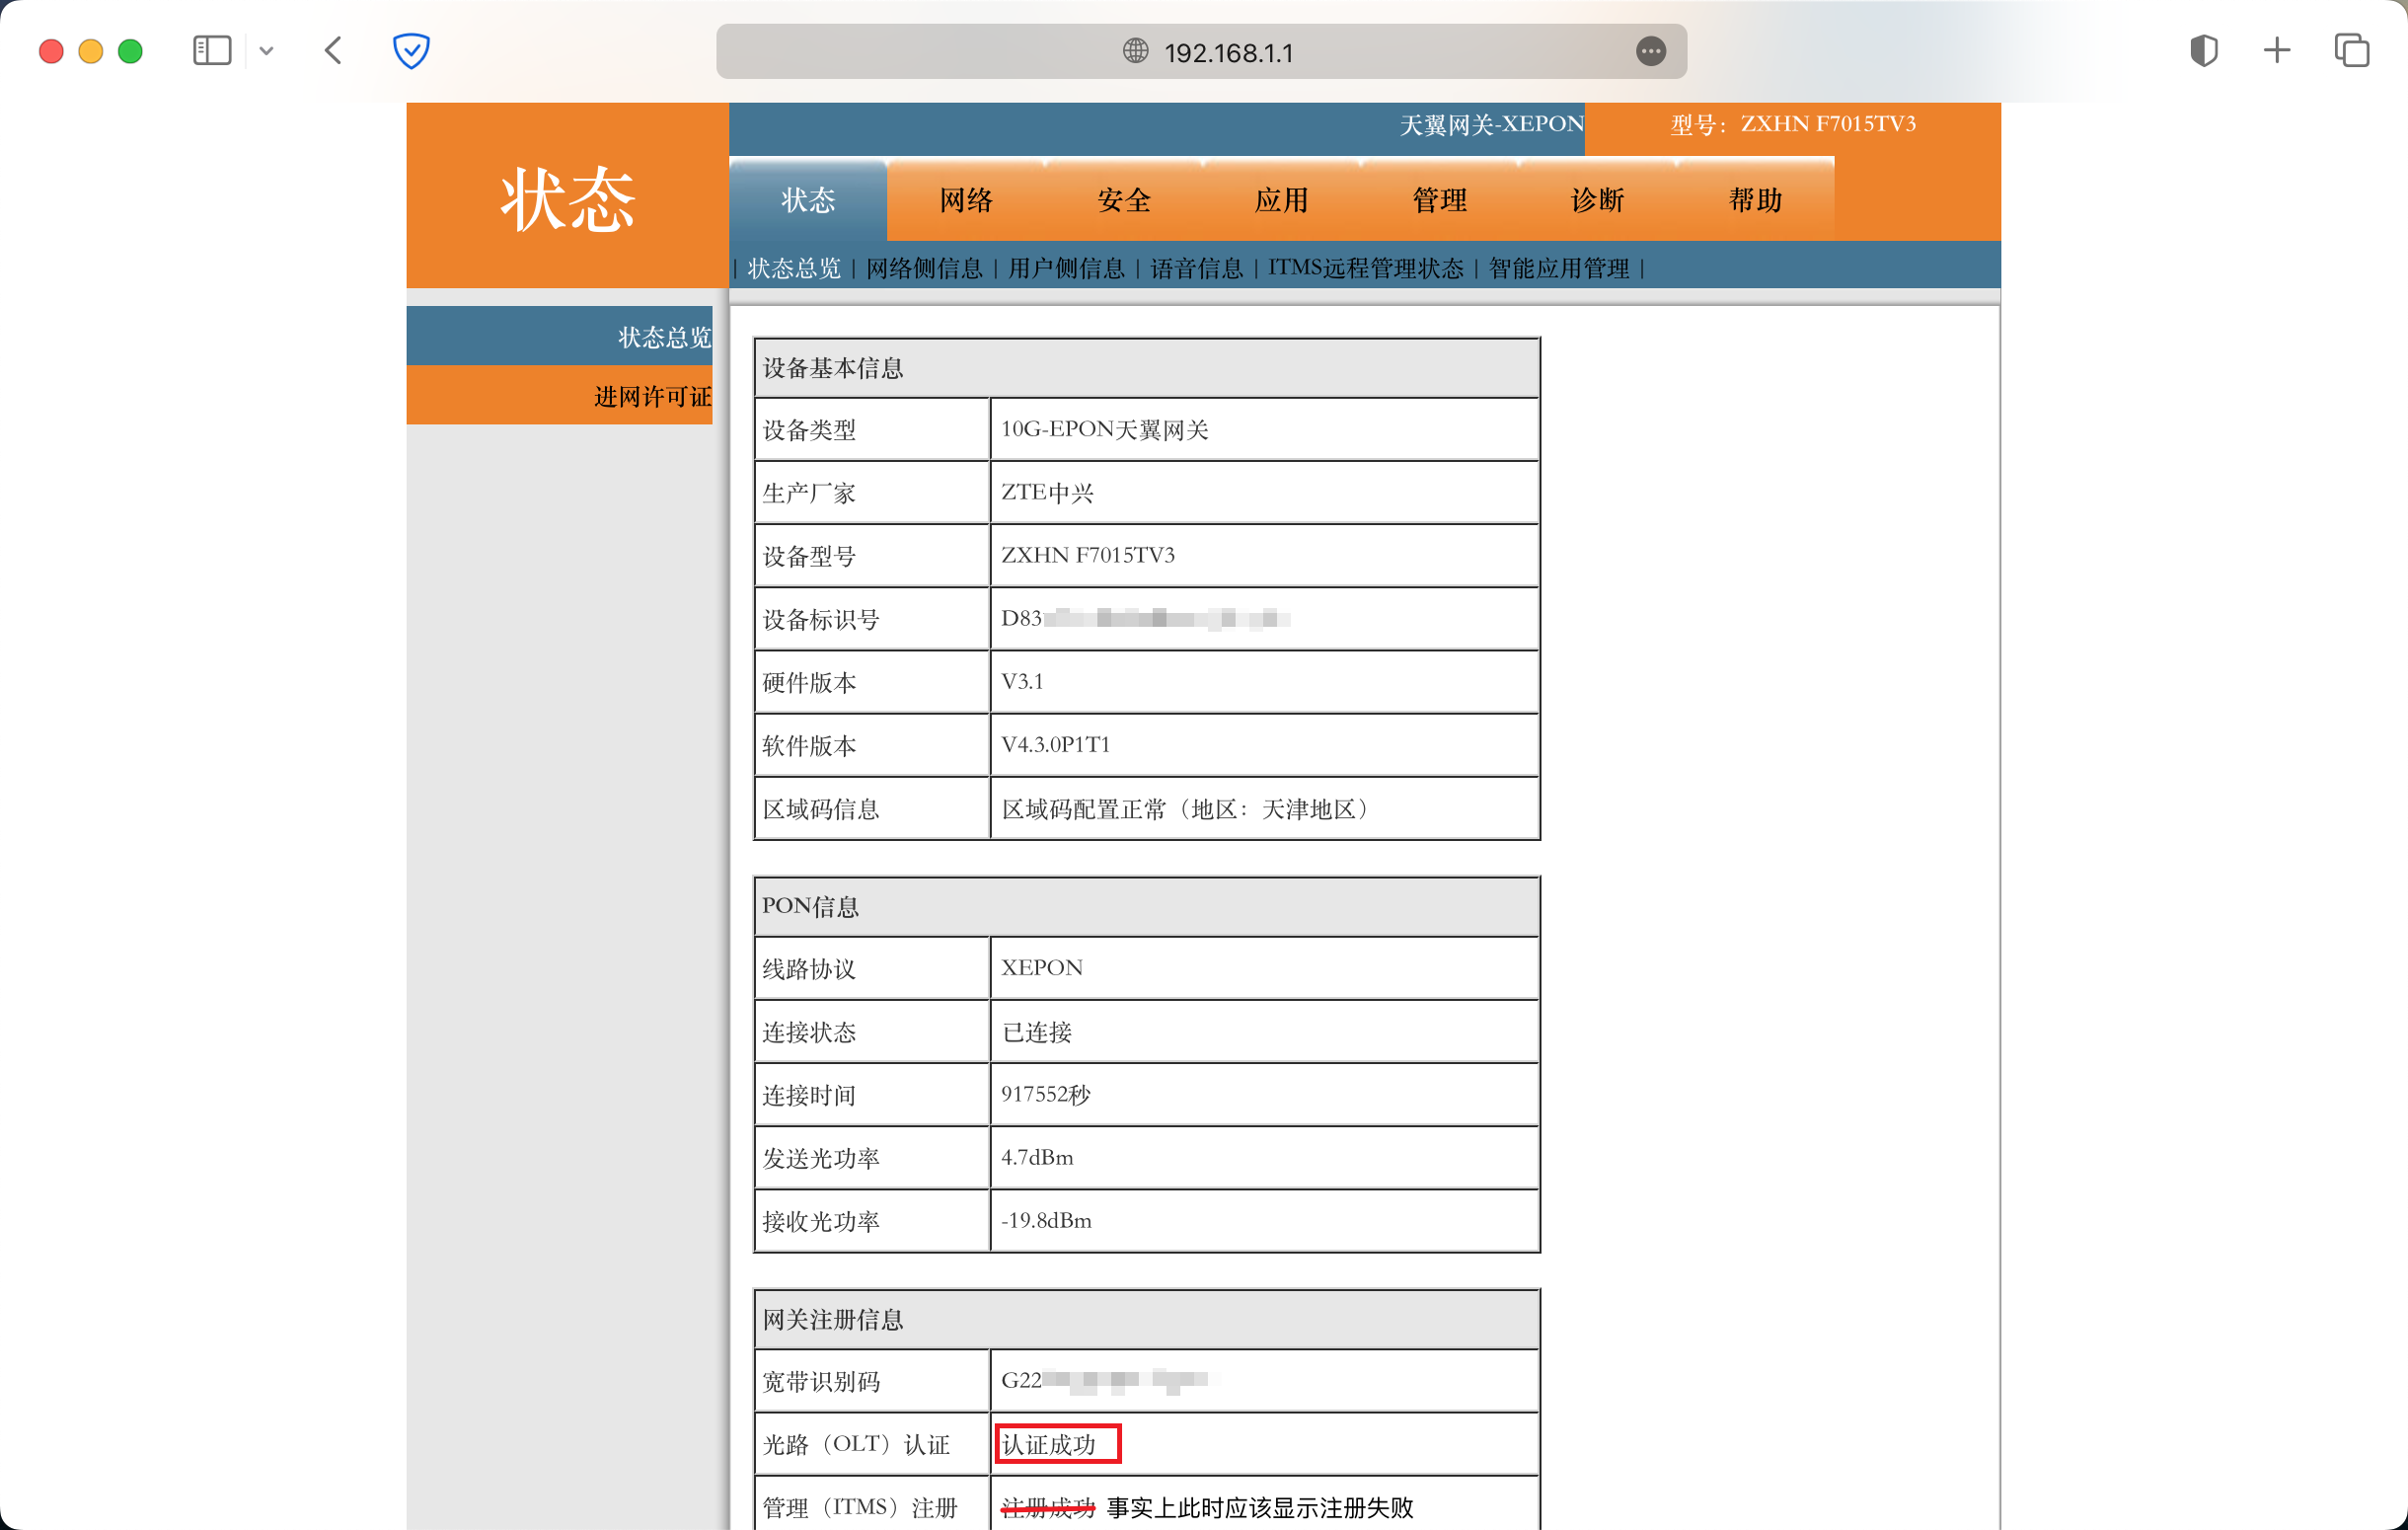 192.168.1.1
天翼网关-XEPON
型号：ZXHN F7015TV3
状态
状态 网络 安全 应用 管理 诊断 帮助
| 状态总览 | 网络侧信息 | 用户侧信息 | 语音信息 | ITMS远程管理状态 | 智能应用管理 |
状态总览
进网许可证
设备基本信息
设备类型 10G-EPON天翼网关
生产厂家 ZTE中兴
设备型号 ZXHN F7015TV3
设备标识号 D83
硬件版本 V3.1
软件版本 V4.3.0P1T1
区域码信息 区域码配置正常（地区：天津地区）
PON信息
线路协议 XEPON
连接状态 已连接
连接时间 917552秒
发送光功率 4.7dBm
接收光功率 -19.8dBm
网关注册信息
宽带识别码 G22
光路（OLT）认证 认证成功
管理（ITMS）注册 注册成功 事实上此时应该显示注册失败